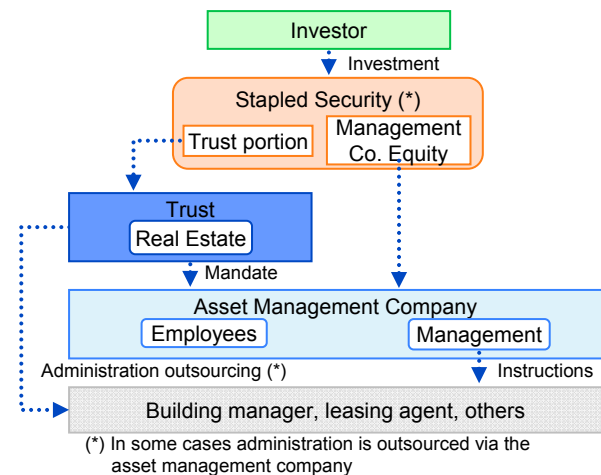 Investor
Investment
Stapled Security (*)
Trust portion
Management
Co. Equity
Trust
Real Estate
Mandate
Asset Management Company
Employees
Management
Administration outsourcing (*)
Instructions
Building manager, leasing agent, others
(*) In some cases administration is outsourced via the
asset management company